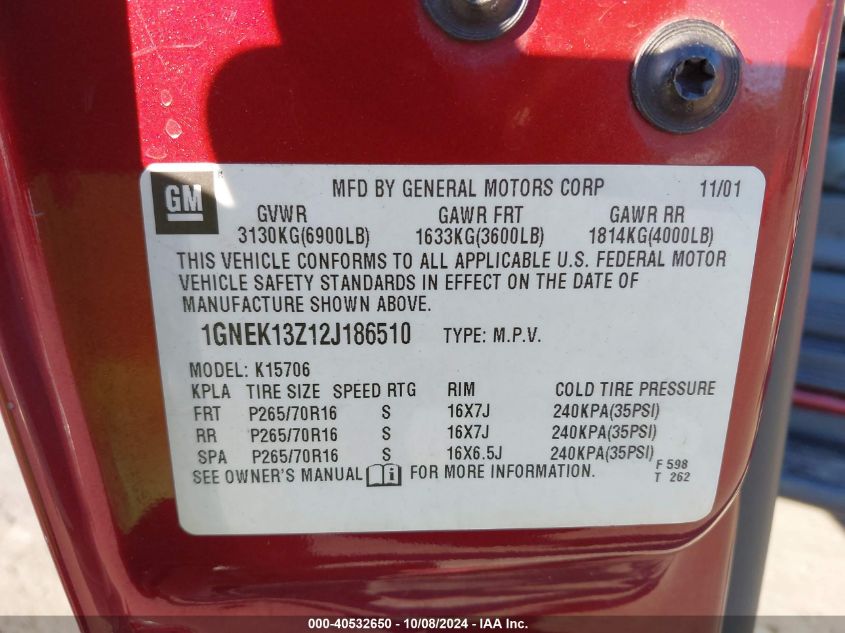 GM
MFD BY GENERAL MOTORS CORP 11/01
GVWR GAWR FRT GAWR RR
3130KG(6900LB) 1633KG(3600LB) 1814KG(4000LB)
THIS VEHICLE CONFORMS TO ALL APPLICABLE U.S. FEDERAL MOTOR
VEHICLE SAFETY STANDARDS IN EFFECT ON THE DATE OF
MANUFACTURE SHOWN ABOVE.
1GNEK13Z12J186510 TYPE: M.P.V.
MODEL: K15706
KPLA TIRE SIZE SPEED RTG RIM COLD TIRE PRESSURE
FRT P265/70R16 S 16X7J 240KPA(35PSI)
RR P265/70R16 S 16X7J 240KPA(35PSI)
SPA P265/70R16 S 16X6.5J 240KPA(35PSI)
SEE OWNER'S MANUAL i FOR MORE INFORMATION.
F 598
T 262
000-40532650 - 10/08/2024 - IAA Inc.